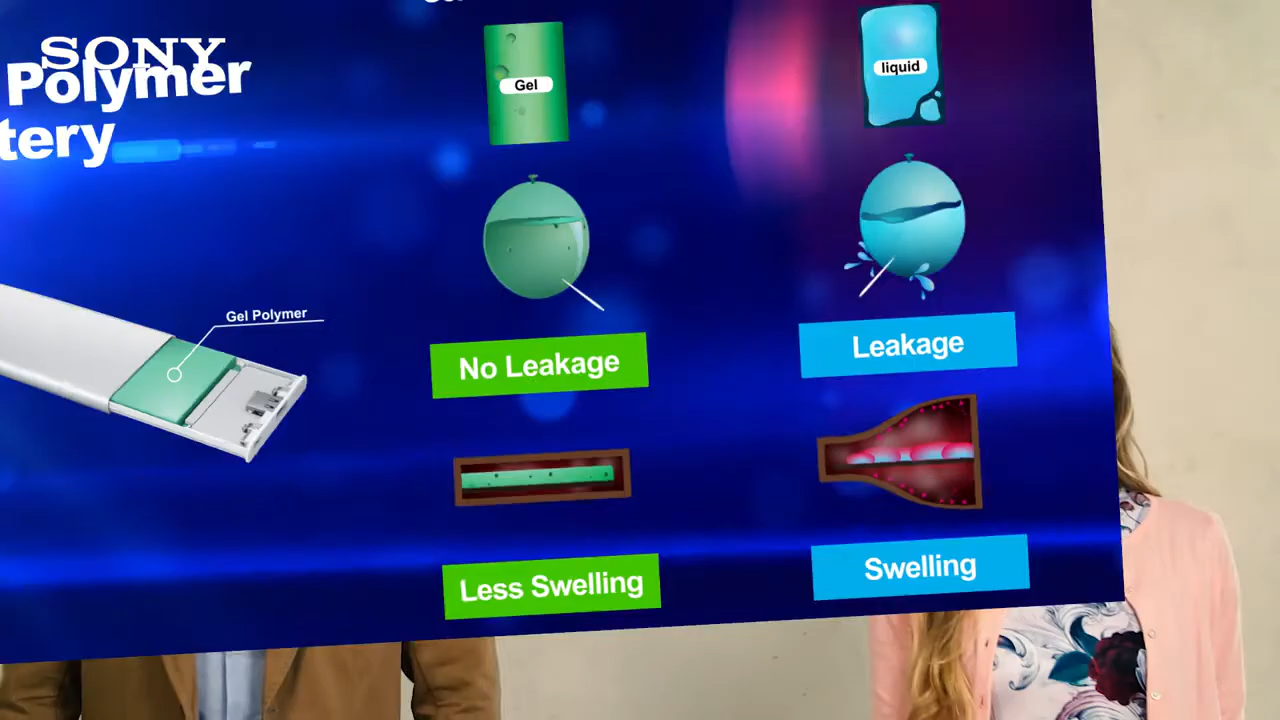 SONY
Polymer
tery
Gel Polymer
Gel
No Leakage
Less Swelling
liquid
Leakage
Swelling